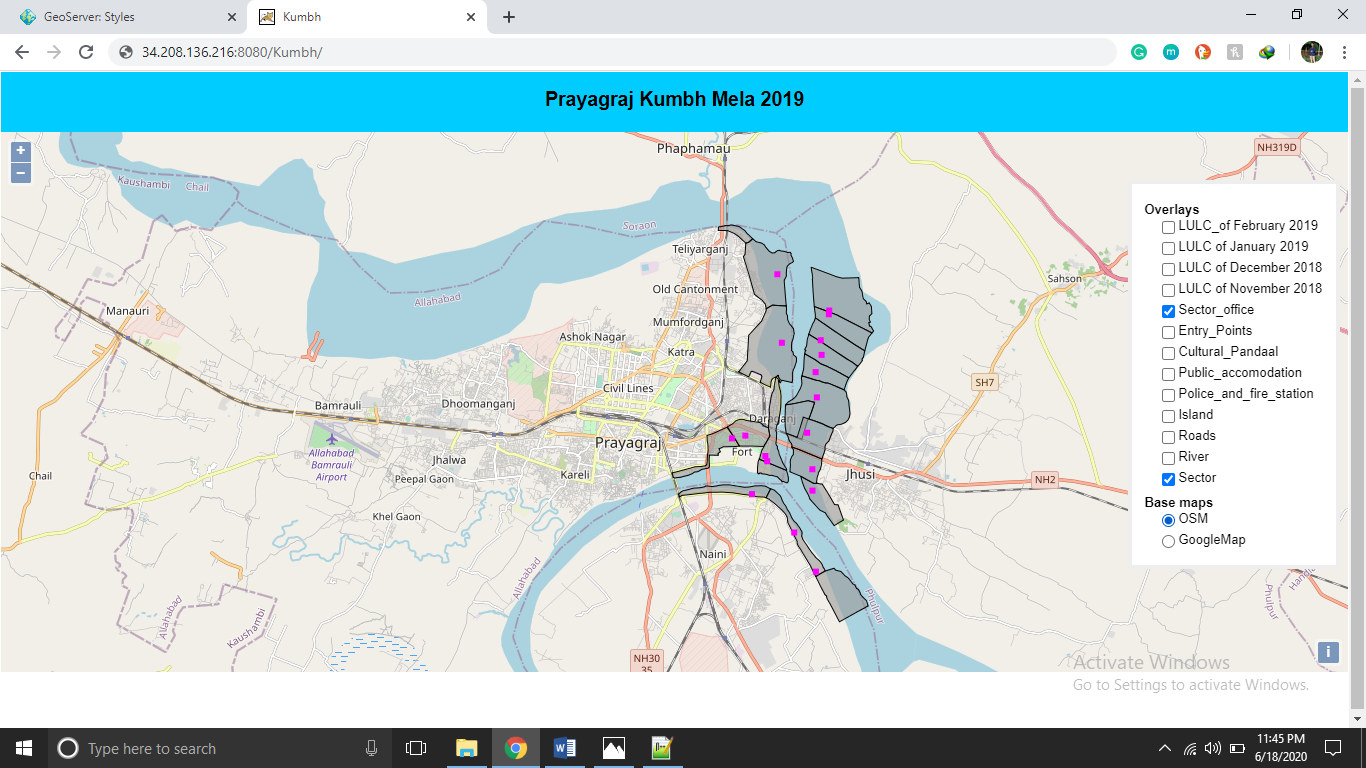 GeoServer: Styles
Kumbh
34.208.136.216:8080/Kumbh/
Prayagraj Kumbh Mela 2019
+
−
Phaphamau
NH319D
Kaushambi
Chail
Soraon
Teliyarganj
Allahabad
Old Cantonment
Sahson
Manauri
Mumfordganj
Ashok Nagar
Katra
Civil Lines
SH7
Bamrauli
Dhoomanganj
Daraganj
Prayagraj
Allahabad
Bamrauli
Airport
Jhalwa
Fort
Kareli
Peepal Gaon
Jhusi
NH2
Chail
Khel Gaon
Naini
Allahabad
Phulpur
Allahabad
Kaushambi
Phulpur
NH30
35
Overlays
LULC_of February 2019
LULC of January 2019
LULC of December 2018
LULC of November 2018
Sector_office
Entry_Points
Cultural_Pandaal
Public_accomodation
Police_and_fire_station
Island
Roads
River
Sector
Base maps
OSM
GoogleMap
i
Activate Windows
Go to Settings to activate Windows.
Type here to search
11:45 PM
6/18/2020